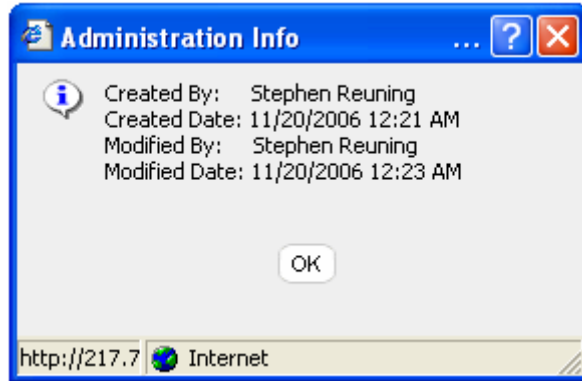 Administration Info ...
Created By: Stephen Reuning
Created Date: 11/20/2006 12:21 AM
Modified By: Stephen Reuning
Modified Date: 11/20/2006 12:23 AM
OK
http://217.7 Internet